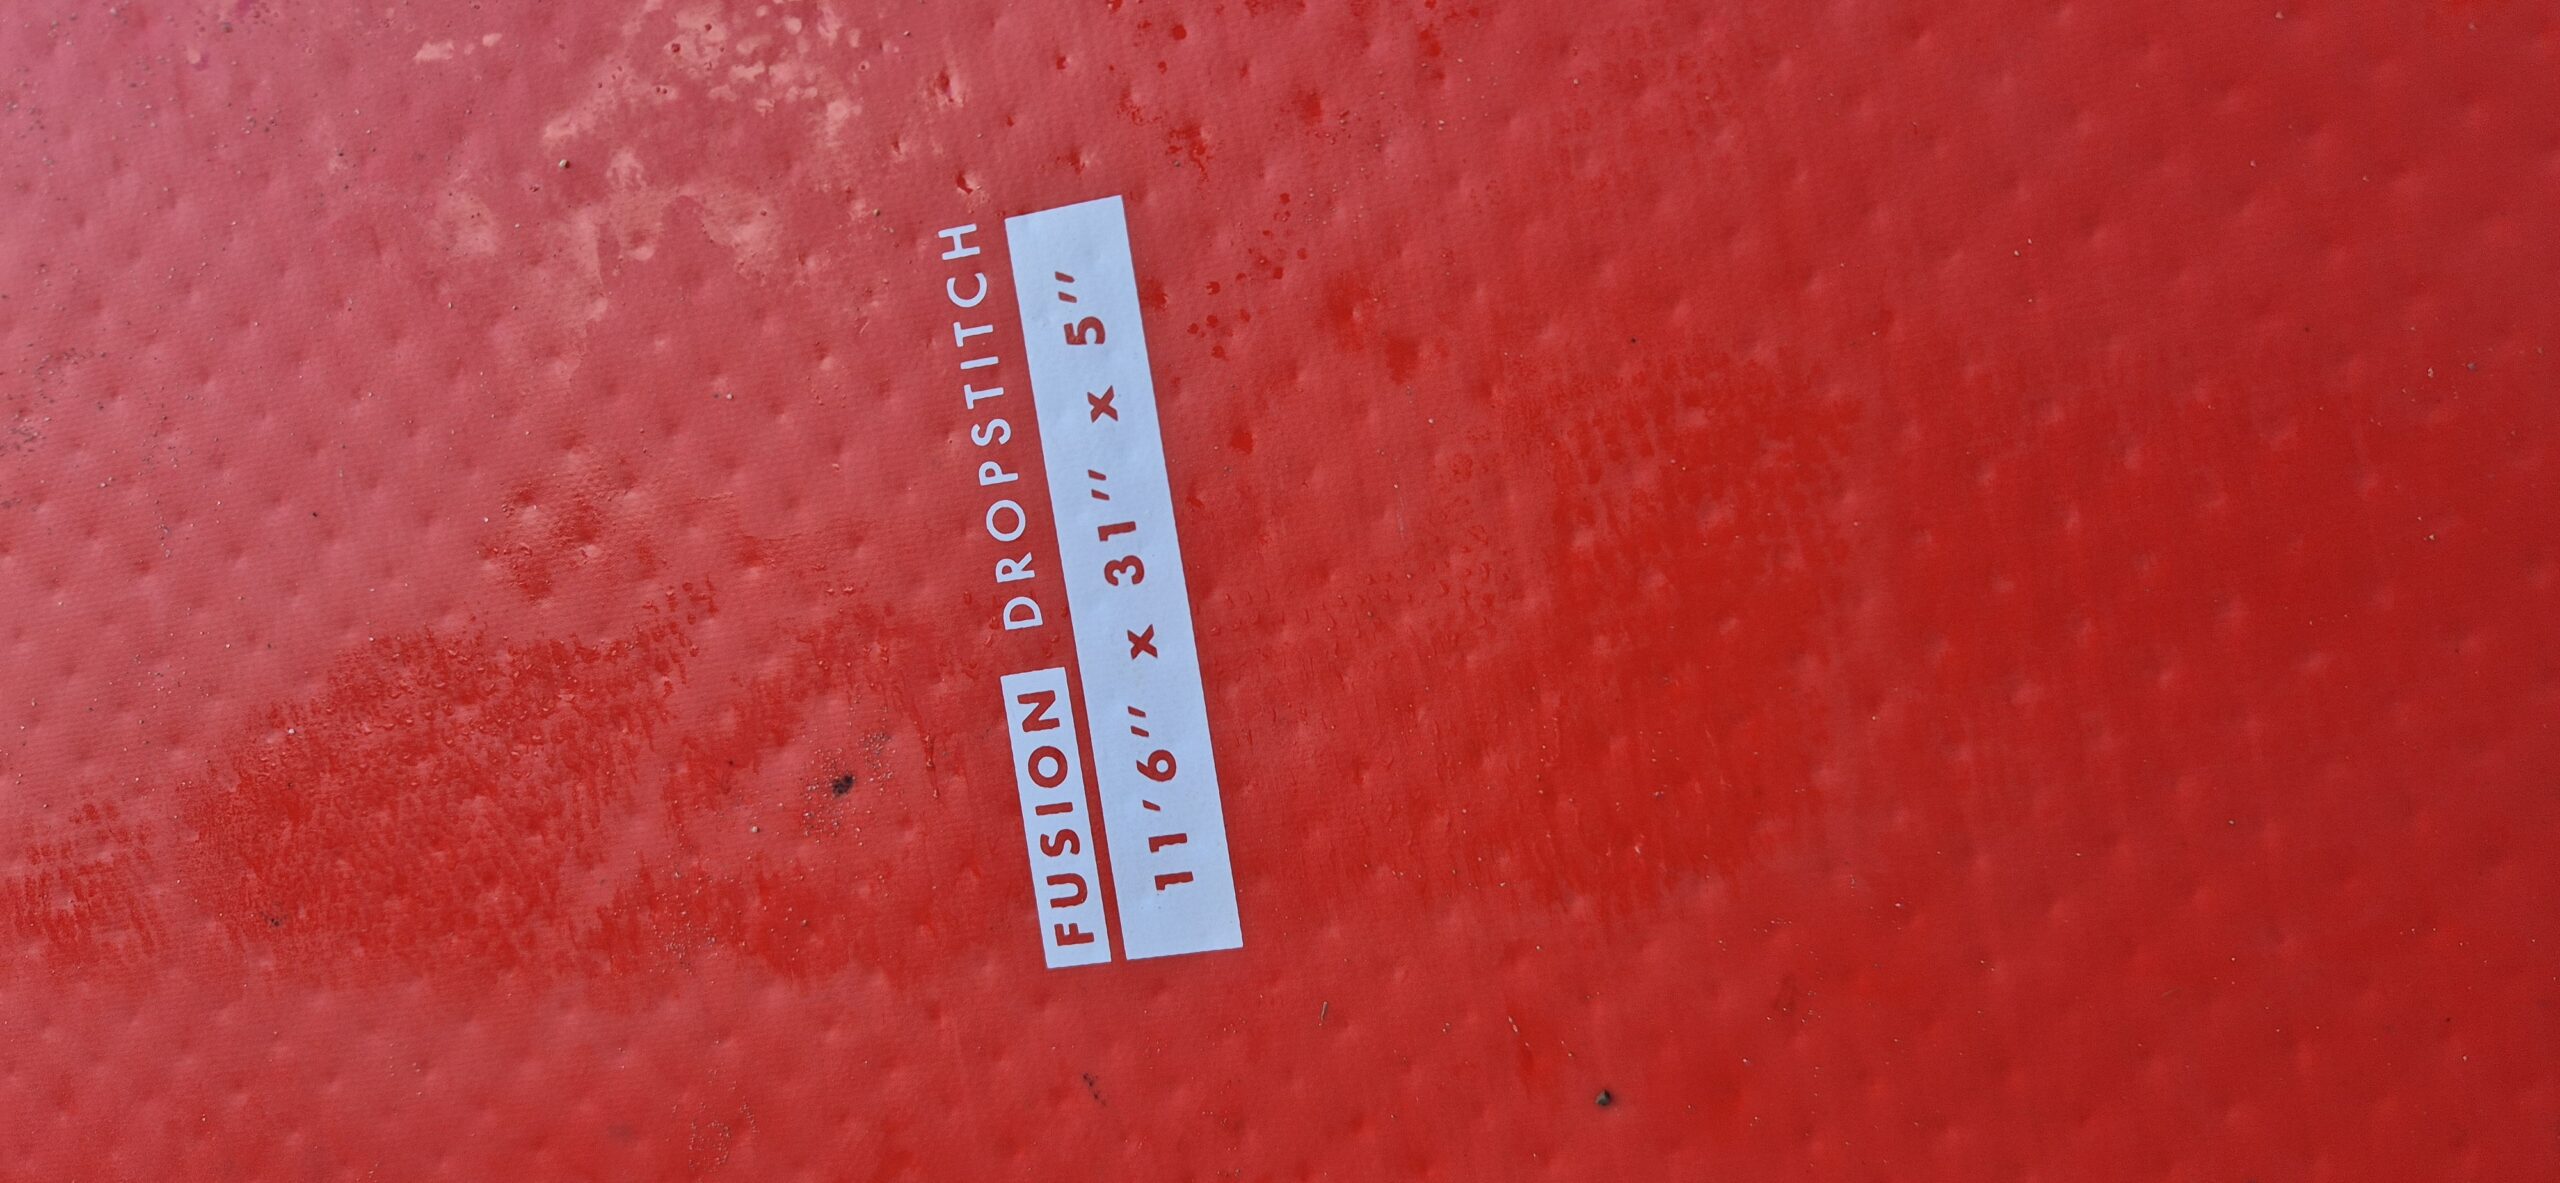 FUSION DROPSTITCH
11'6" x 31" x 5"